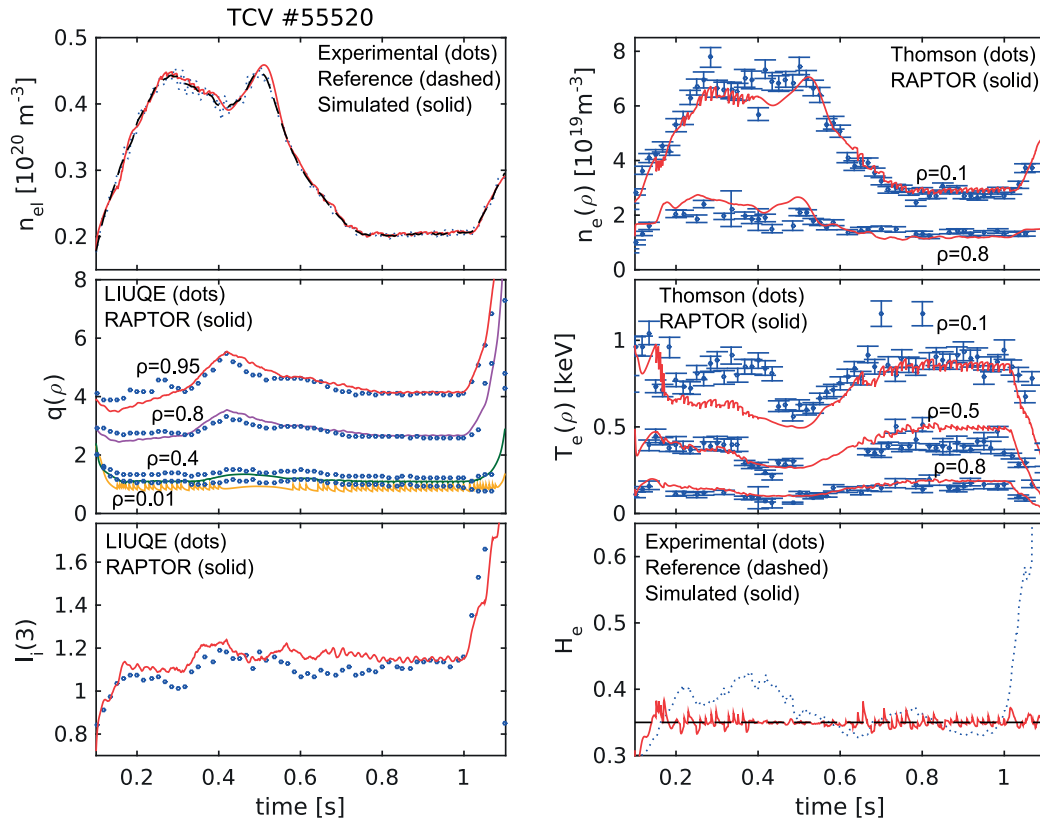 TCV #55520
Experimental (dots)
Reference (dashed)
Simulated (solid)
n_el [10^20 m^-3]
0.5
0.4
0.3
0.2
Thomson (dots)
RAPTOR (solid)
n_e(ρ) [10^19 m^-3]
8
6
4
2
0
ρ=0.1
ρ=0.8
LIUQE (dots)
RAPTOR (solid)
q(ρ)
8
6
4
2
0
ρ=0.95
ρ=0.8
ρ=0.4
ρ=0.01
Thomson (dots)
RAPTOR (solid)
T_e(ρ) [keV]
1
0.5
0
ρ=0.1
ρ=0.5
ρ=0.8
LIUQE (dots)
RAPTOR (solid)
l_i(3)
1.6
1.4
1.2
1
0.8
0.2 0.4 0.6 0.8 1
time [s]
Experimental (dots)
Reference (dashed)
Simulated (solid)
H_e
0.6
0.5
0.4
0.3
0.2 0.4 0.6 0.8 1
time [s]